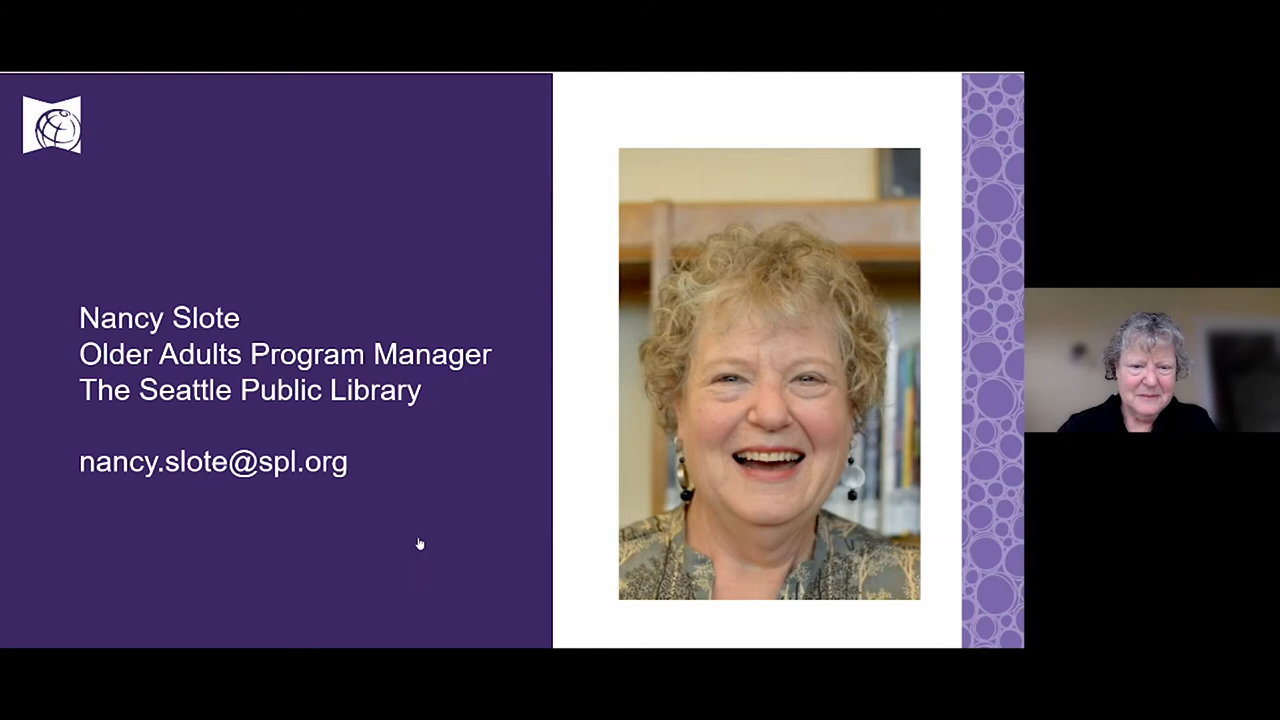 Nancy Slote
Older Adults Program Manager
The Seattle Public Library
nancy.slote@spl.org